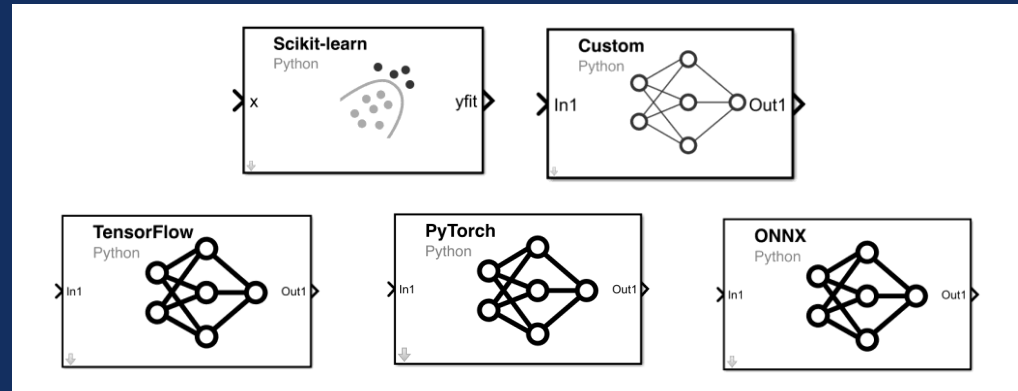 Scikit-learn
Python
x
yfit
Custom
Python
In1
Out1
TensorFlow
Python
In1
Out1
PyTorch
Python
In1
Out1
ONNX
Python
In1
Out1